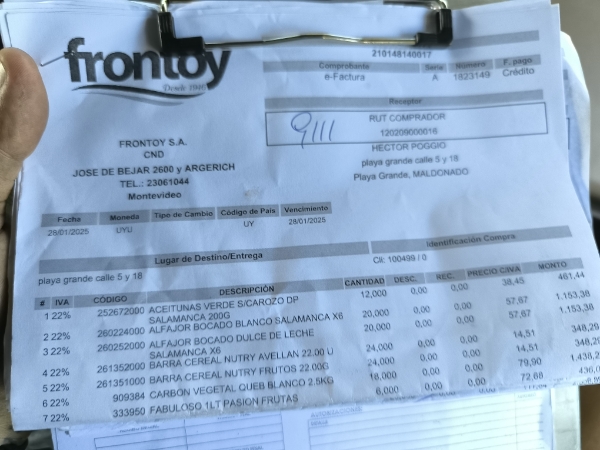 frontoy
Desde 1946
210148140017
Comprobante Serie Número F. pago
e-Factura A 1823149 Crédito
Receptor
9111
RUT COMPRADOR
120209000016
FRONTOY S.A.
CND
JOSE DE BEJAR 2600 y ARGERICH
TEL.: 23061044
Montevideo
HECTOR POGGIO
playa grande calle 5 y 18
Playa Grande, MALDONADO
Fecha Moneda Tipo de Cambio Código de País Vencimiento
28/01/2025 UYU UY 28/01/2025
Lugar de Destino/Entrega Identificación Compra
playa grande calle 5 y 18 Cli: 100499 / 0
# IVA CÓDIGO DESCRIPCIÓN CANTIDAD DESC. REC. PRECIO C/IVA MONTO
1 22% 252672000 ACEITUNAS VERDE S/CAROZO DP 12,000 0,00 0,00 38,45 461,44
SALAMANCA 200G
2 22% 260224000 ALFAJOR BOCADO BLANCO SALAMANCA X6 20,000 0,00 0,00 57,67 1.153,38
3 22% 260252000 ALFAJOR BOCADO DULCE DE LECHE 20,000 0,00 0,00 57,67 1.153,38
SALAMANCA X6
4 22% 261352000 BARRA CEREAL NUTRY AVELLAN 22.00 U 24,000 0,00 0,00 14,51 348,29
5 22% 261351000 BARRA CEREAL NUTRY FRUTOS 22.00G 24,000 0,00 0,00 14,51
6 22% 909384 CARBÓN VEGETAL QUEB BLANCO 2.5KG 18,000 0,00 0,00 79,90
7 22% 333950 FABULOSO 1LT PASION FRUTAS 6,000 0,00 0,00 72,68